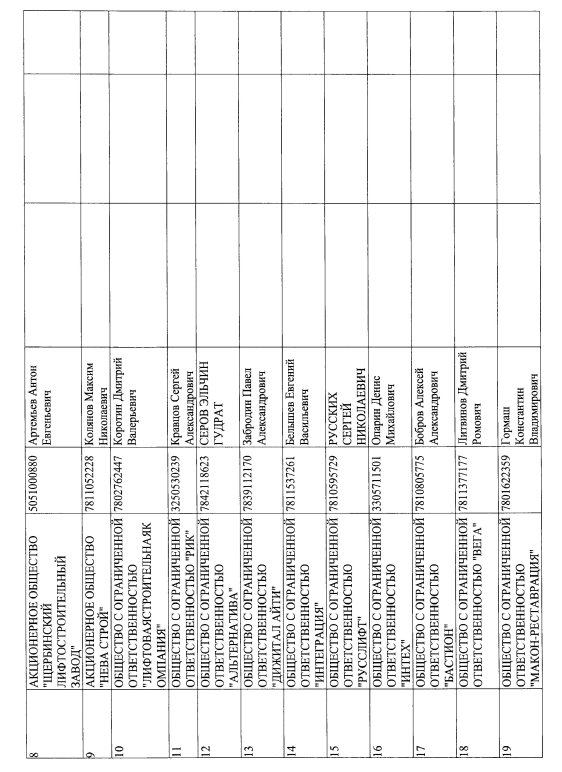 8
АКЦИОНЕРНОЕ ОБЩЕСТВО
"ЩЕРБИНСКИЙ
ЛИФТОСТРОИТЕЛЬНЫЙ
ЗАВОД"
5051000880
Артемьев Антон
Евгеньевич
9
АКЦИОНЕРНОЕ ОБЩЕСТВО
"НЕВА СТРОЙ"
7811052228
Колянов Максим
Николаевич
10
ОБЩЕСТВО С ОГРАНИЧЕННОЙ
ОТВЕТСТВЕННОСТЬЮ
"ЛИФТОВАЯСТРОИТЕЛЬНАЯК
ОМПАНИЯ"
7802762447
Коротин Дмитрий
Валерьевич
11
ОБЩЕСТВО С ОГРАНИЧЕННОЙ
ОТВЕТСТВЕННОСТЬЮ "РИК"
3250530239
Кравцов Сергей
Александрович
12
ОБЩЕСТВО С ОГРАНИЧЕННОЙ
ОТВЕТСТВЕННОСТЬЮ
"АЛЬТЕРНАТИВА"
7842118623
СЕРОВ ЭЛЬЧИН
ГУДРАТ
13
ОБЩЕСТВО С ОГРАНИЧЕННОЙ
ОТВЕТСТВЕННОСТЬЮ
"ДИЖИТАЛ АЙТИ"
7839112170
Забродин Павел
Александрович
14
ОБЩЕСТВО С ОГРАНИЧЕННОЙ
ОТВЕТСТВЕННОСТЬЮ
"ИНТЕГРАЦИЯ"
7811537261
Белышев Евгений
Васильевич
15
ОБЩЕСТВО С ОГРАНИЧЕННОЙ
ОТВЕТСТВЕННОСТЬЮ
"РУССЛИФТ"
7810595729
РУССКИХ
СЕРГЕЙ
НИКОЛАЕВИЧ
16
ОБЩЕСТВО С ОГРАНИЧЕННОЙ
ОТВЕТСТВЕННОСТЬЮ
"ИНТЕХ"
3305711501
Опарин Денис
Михайлович
17
ОБЩЕСТВО С ОГРАНИЧЕННОЙ
ОТВЕТСТВЕННОСТЬЮ
"БАСТИОН"
7810805775
Бобров Алексей
Александрович
18
ОБЩЕСТВО С ОГРАНИЧЕННОЙ
ОТВЕТСТВЕННОСТЬЮ "ВЕГА"
7811377177
Литвинов Дмитрий
Ромович
19
ОБЩЕСТВО С ОГРАНИЧЕННОЙ
ОТВЕТСТВЕННОСТЬЮ
"МАКОН-РЕСТАВРАЦИЯ"
7801622359
Гормаш
Константин
Владимирович